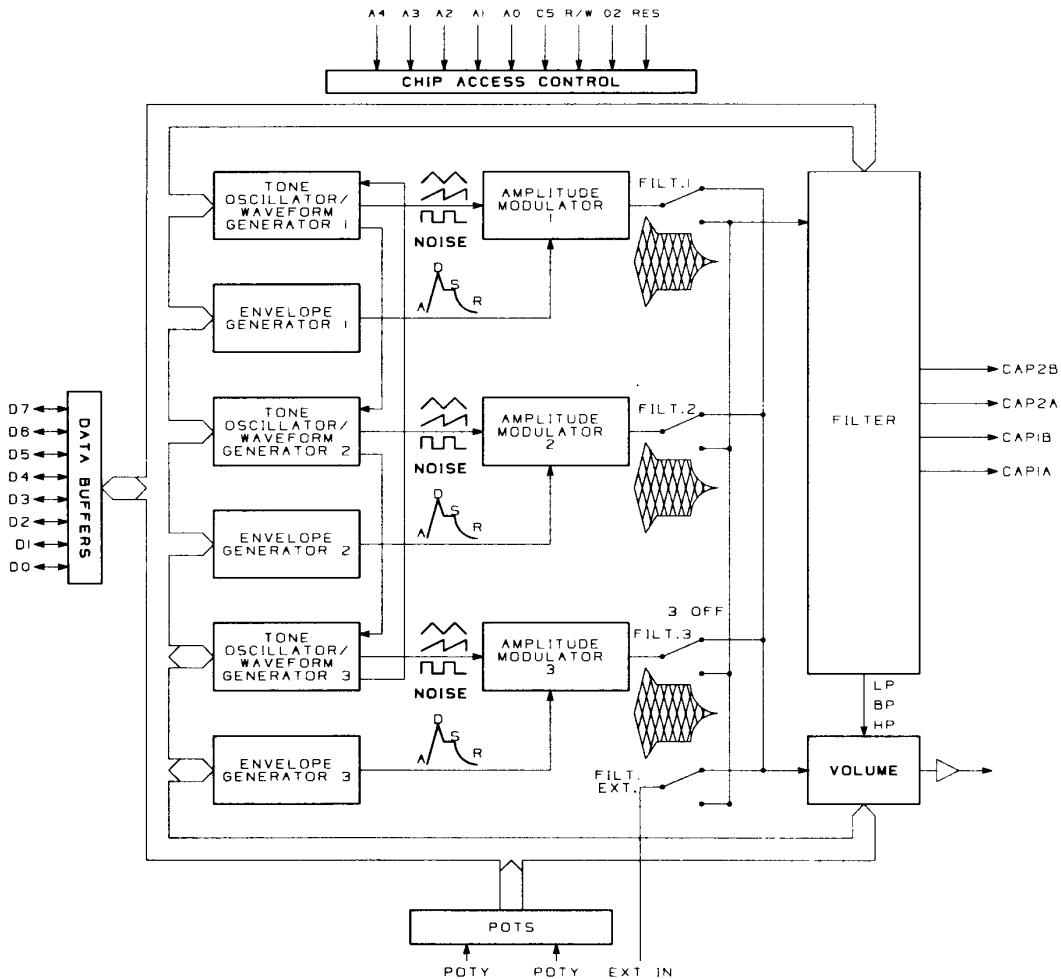 A4 A3 A2 A1 A0 CS R/W O2 RES
CHIP ACCESS CONTROL
TONE
OSCILLATOR/
WAVEFORM
GENERATOR 1
NOISE
AMPLITUDE
MODULATOR
1
FILT.1
A D S R
ENVELOPE
GENERATOR 1
TONE
OSCILLATOR/
WAVEFORM
GENERATOR 2
NOISE
AMPLITUDE
MODULATOR
2
FILT.2
A D S R
ENVELOPE
GENERATOR 2
TONE
OSCILLATOR/
WAVEFORM
GENERATOR 3
NOISE
AMPLITUDE
MODULATOR
3
3 OFF
FILT.3
A D S R
ENVELOPE
GENERATOR 3
FILT.
EXT.
D7
D6
D5
D4
D3
D2
D1
D0
DATA BUFFERS
FILTER
CAP2B
CAP2A
CAP1B
CAP1A
LP
BP
HP
VOLUME
POTS
POTY POTY EXT IN